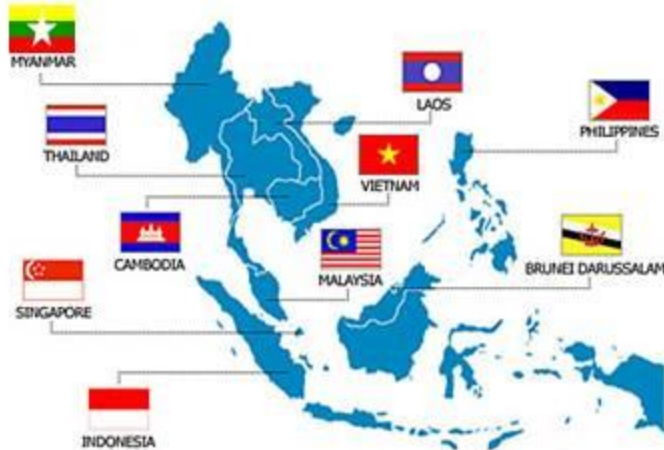 MYANMAR
LAOS
PHILIPPINES
THAILAND
VIETNAM
CAMBODIA
MALAYSIA
BRUNEI DARUSSALAM
SINGAPORE
INDONESIA